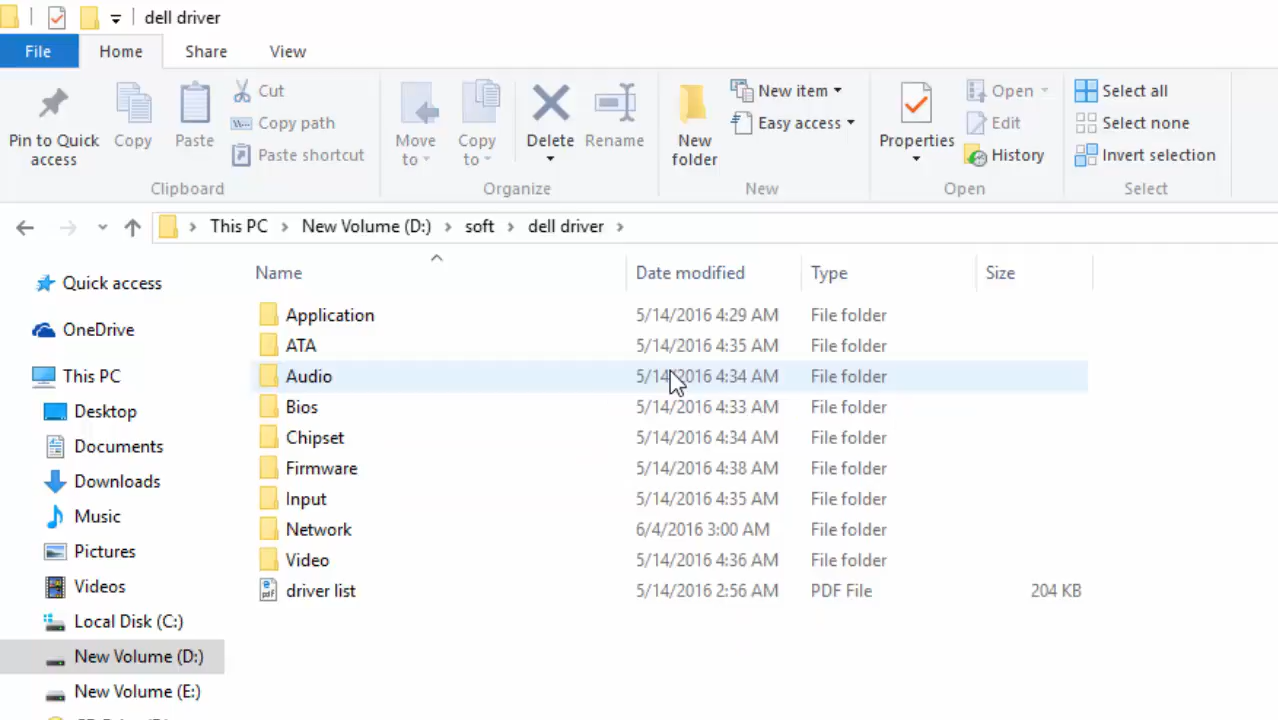 dell driver
File Home Share View
Pin to Quick access
Copy
Paste
Cut
Copy path
Paste shortcut
Clipboard
Move to
Copy to
Delete
Rename
Organize
New folder
New item
Easy access
New
Properties
Open
Edit
History
Open
Select all
Select none
Invert selection
Select
This PC New Volume (D:) soft dell driver
Quick access
OneDrive
This PC
Desktop
Documents
Downloads
Music
Pictures
Videos
Local Disk (C:)
New Volume (D:)
New Volume (E:)
Name Date modified Type Size
Application 5/14/2016 4:29 AM File folder
ATA 5/14/2016 4:35 AM File folder
Audio 5/14/2016 4:34 AM File folder
Bios 5/14/2016 4:33 AM File folder
Chipset 5/14/2016 4:34 AM File folder
Firmware 5/14/2016 4:38 AM File folder
Input 5/14/2016 4:35 AM File folder
Network 6/4/2016 3:00 AM File folder
Video 5/14/2016 4:36 AM File folder
driver list 5/14/2016 2:56 AM PDF File 204 KB